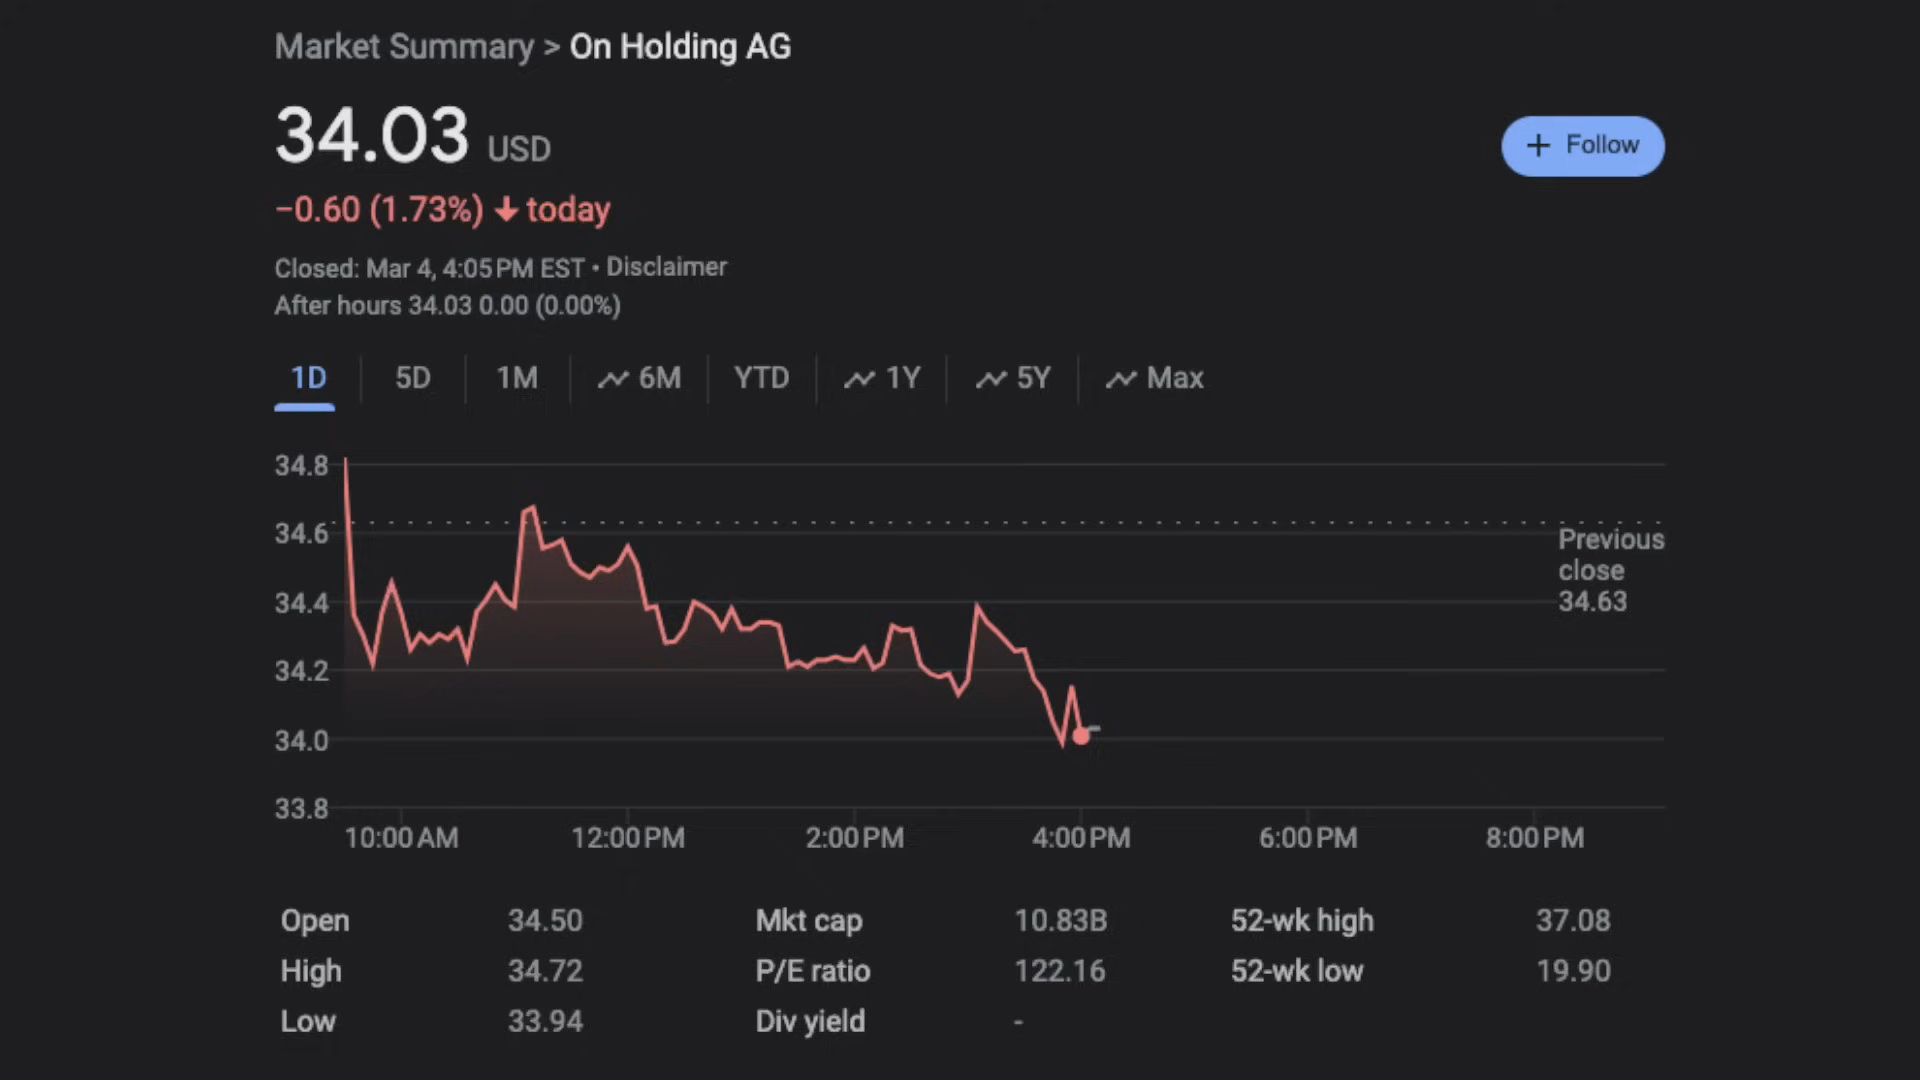 Market Summary > On Holding AG
34.03 USD
+ Follow
−0.60 (1.73%) ↓ today
Closed: Mar 4, 4:05 PM EST • Disclaimer
After hours 34.03 0.00 (0.00%)
1D 5D 1M 6M YTD 1Y 5Y Max
34.8
34.6
34.4
34.2
34.0
33.8
Previous
close
34.63
10:00 AM 12:00 PM 2:00 PM 4:00 PM 6:00 PM 8:00 PM
Open 34.50 Mkt cap 10.83B 52-wk high 37.08
High 34.72 P/E ratio 122.16 52-wk low 19.90
Low 33.94 Div yield -